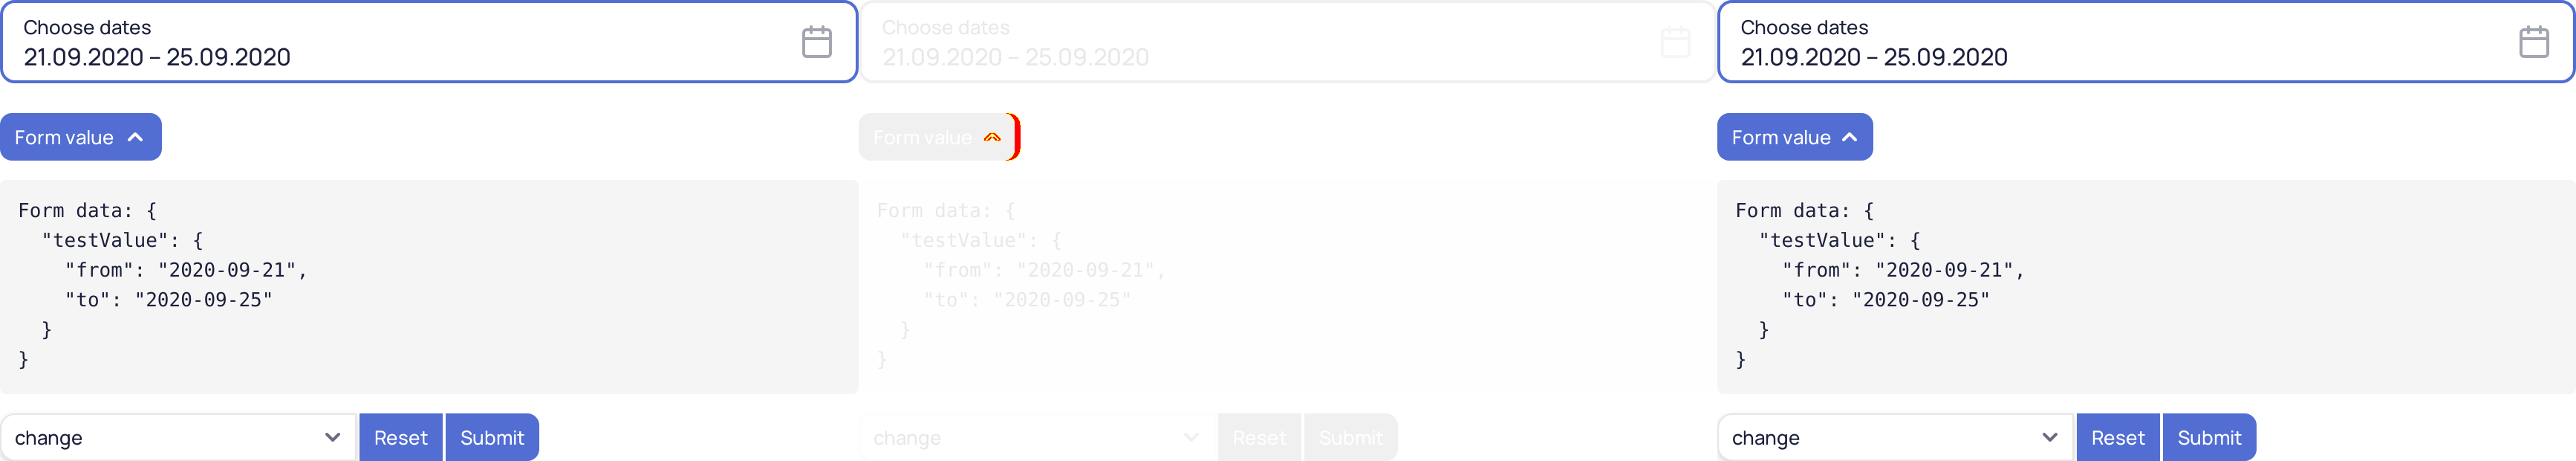 Choose dates
21.09.2020 – 25.09.2020
Form value
Form data: {
  "testValue": {
    "from": "2020-09-21",
    "to": "2020-09-25"
  }
}
change
Reset
Submit
Choose dates
21.09.2020 – 25.09.2020
Form value
Form data: {
  "testValue": {
    "from": "2020-09-21",
    "to": "2020-09-25"
  }
}
change
Reset
Submit
Choose dates
21.09.2020 – 25.09.2020
Form value
Form data: {
  "testValue": {
    "from": "2020-09-21",
    "to": "2020-09-25"
  }
}
change
Reset
Submit